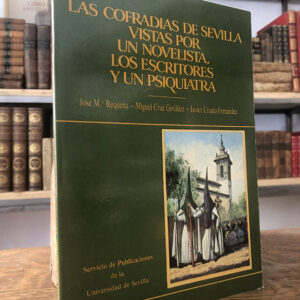 LAS COFRADIAS DE SEVILLA
VISTAS POR
UN NOVELISTA,
LOS ESCRITORES
Y UN PSIQUIATRA
José M.ª Requena – Miguel Cruz Giráldez – Javier Criado Fernández
Servicio de Publicaciones
de la
Universidad de Sevilla